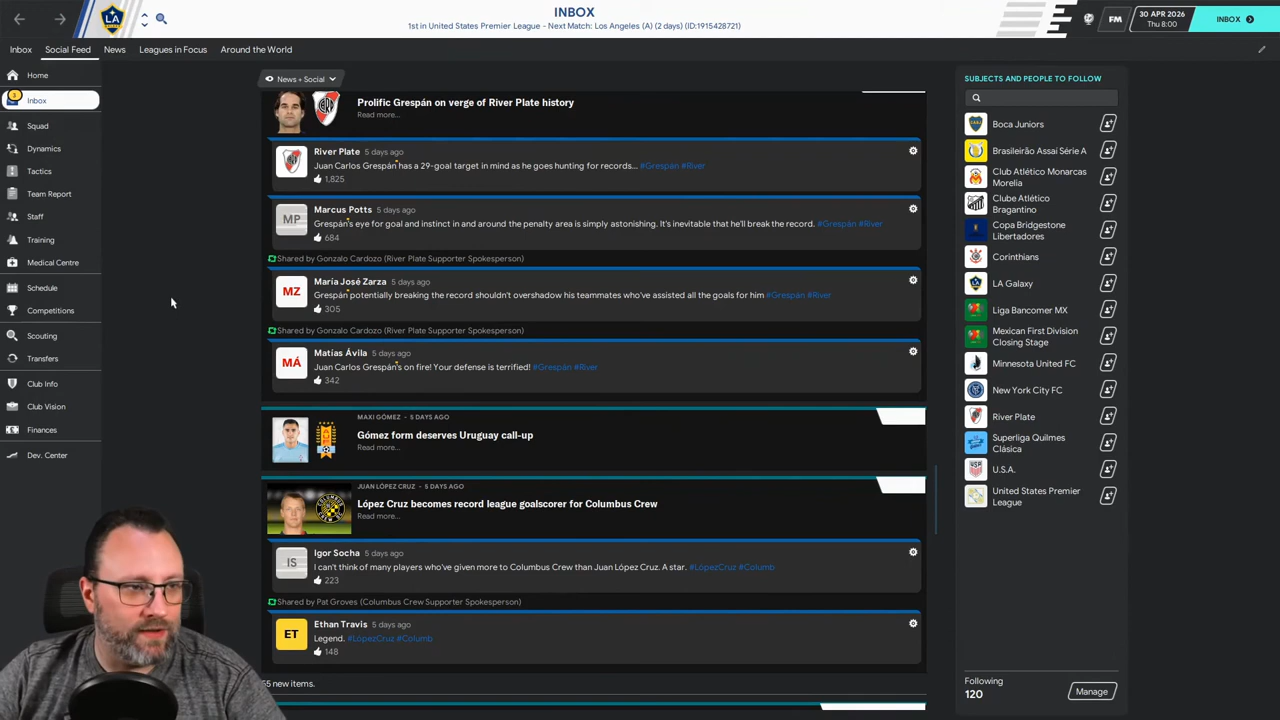 LA
INBOX
1st in United States Premier League - Next Match: Los Angeles (A) (2 days) (ID:1915428721)
FM
30 APR 2026
Thu 8:00
INBOX
Inbox
Social Feed
News
Leagues in Focus
Around the World
Home
3
Inbox
Squad
Dynamics
Tactics
Team Report
Staff
Training
Medical Centre
Schedule
Competitions
Scouting
Transfers
Club Info
Club Vision
Finances
Dev. Center
News + Social
Prolific Grespán on verge of River Plate history
Read more...
River Plate 5 days ago
Juan Carlos Grespán has a 29-goal target in mind as he goes hunting for records... #Grespán #River
1,825
MP
Marcus Potts 5 days ago
Grespán's eye for goal and instinct in and around the penalty area is simply astonishing. It's inevitable that he'll break the record. #Grespán #River
684
Shared by Gonzalo Cardozo (River Plate Supporter Spokesperson)
MZ
María José Zarza 5 days ago
Grespán potentially breaking the record shouldn't overshadow his teammates who've assisted all the goals for him #Grespán #River
305
Shared by Gonzalo Cardozo (River Plate Supporter Spokesperson)
MÁ
Matías Ávila 5 days ago
Juan Carlos Grespán's on fire! Your defense is terrified! #Grespán #River
342
MAXI GÓMEZ - 5 DAYS AGO
Gómez form deserves Uruguay call-up
Read more...
JUAN LÓPEZ CRUZ - 5 DAYS AGO
López Cruz becomes record league goalscorer for Columbus Crew
Read more...
IS
Igor Socha 5 days ago
I can't think of many players who've given more to Columbus Crew than Juan López Cruz. A star. #LópezCruz #Columb
223
Shared by Pat Groves (Columbus Crew Supporter Spokesperson)
ET
Ethan Travis 5 days ago
Legend. #LópezCruz #Columb
148
55 new items.
SUBJECTS AND PEOPLE TO FOLLOW
Boca Juniors
Brasileirão Assaí Série A
Club Atlético Monarcas
Morelia
Clube Atlético
Bragantino
Copa Bridgestone
Libertadores
Corinthians
LA Galaxy
Liga Bancomer MX
Mexican First Division
Closing Stage
Minnesota United FC
New York City FC
River Plate
Superliga Quilmes
Clásica
U.S.A.
United States Premier
League
Following
120
Manage